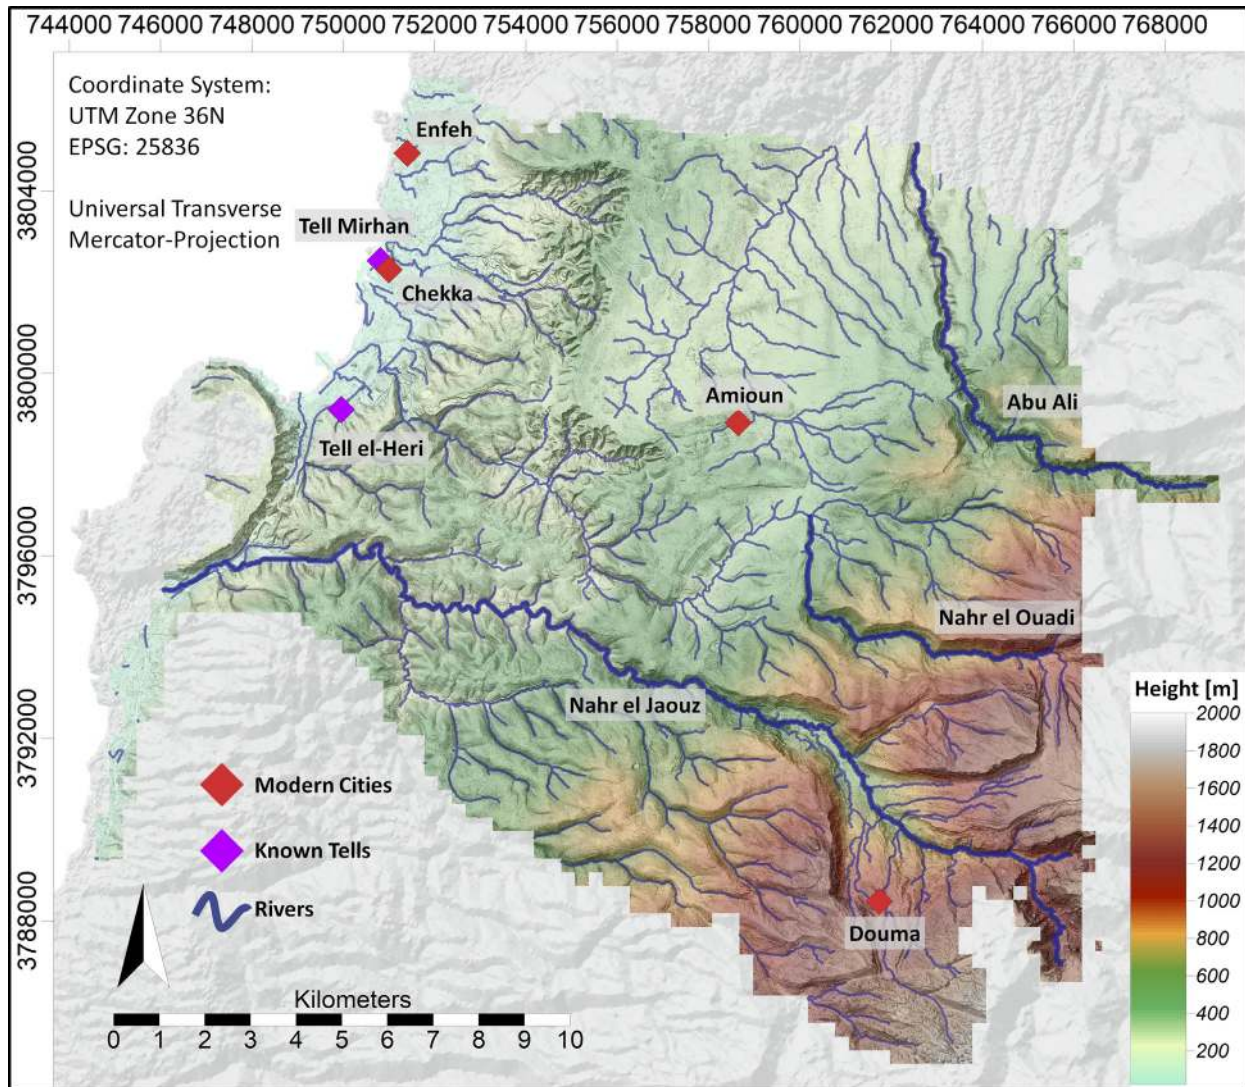 744000 746000 748000 750000 752000 754000 756000 758000 760000 762000 764000 766000 768000
Coordinate System:
UTM Zone 36N
EPSG: 25836
Universal Transverse
Mercator-Projection
3804000
3800000
3796000
3792000
3788000
Enfeh
Tell Mirhan
Chekka
Amioun
Abu Ali
Tell el-Heri
Nahr el Ouadi
Nahr el Jaouz
Douma
Modern Cities
Known Tells
Rivers
Kilometers
0 1 2 3 4 5 6 7 8 9 10
Height [m]
2000
1800
1600
1400
1200
1000
800
600
400
200